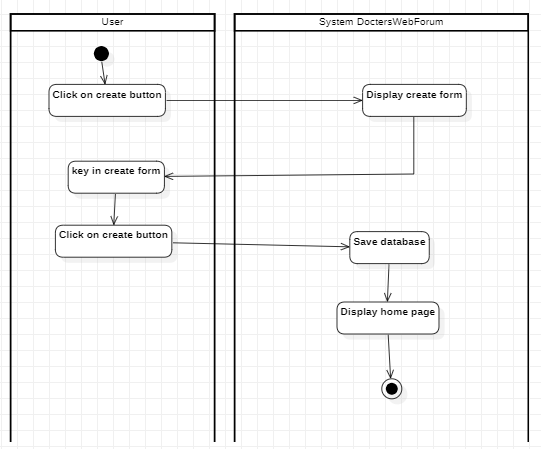 User
System DoctersWebForum
Click on create button
Display create form
key in create form
Click on create button
Save database
Display home page